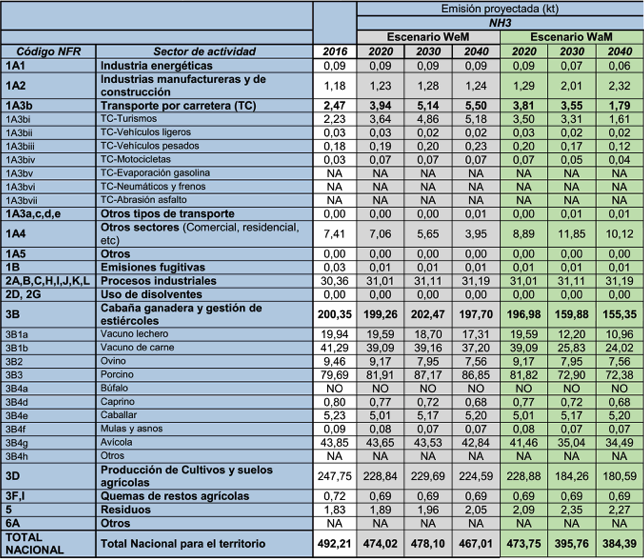 Emisión proyectada (kt)
NH3
Escenario WeM Escenario WaM
Código NFR Sector de actividad 2016 2020 2030 2040 2020 2030 2040
1A1 Industria energéticas 0,09 0,09 0,09 0,09 0,09 0,07 0,06
1A2 Industrias manufactureras y de construcción 1,18 1,23 1,28 1,24 1,29 2,01 2,32
1A3b Transporte por carretera (TC) 2,47 3,94 5,14 5,50 3,81 3,55 1,79
1A3bi TC-Turismos 2,23 3,64 4,86 5,18 3,50 3,31 1,61
1A3bii TC-Vehículos ligeros 0,03 0,03 0,02 0,02 0,03 0,02 0,02
1A3biii TC-Vehículos pesados 0,18 0,19 0,20 0,23 0,20 0,17 0,12
1A3biv TC-Motocicletas 0,03 0,07 0,07 0,07 0,07 0,05 0,04
1A3bv TC-Evaporación gasolina NA NA NA NA NA NA NA
1A3bvi TC-Neumáticos y frenos NA NA NA NA NA NA NA
1A3bvii TC-Abrasión asfalto NA NA NA NA NA NA NA
1A3a,c,d,e Otros tipos de transporte 0,00 0,00 0,00 0,01 0,00 0,01 0,01
1A4 Otros sectores (Comercial, residencial, etc) 7,41 7,06 5,65 3,95 8,89 11,85 10,12
1A5 Otros 0,00 0,00 0,00 0,00 0,00 0,00 0,00
1B Emisiones fugitivas 0,03 0,01 0,01 0,01 0,01 0,01 0,01
2A,B,C,H,I,J,K,L Procesos industriales 30,36 31,01 31,11 31,19 31,01 31,11 31,19
2D, 2G Uso de disolventes 0,00 0,00 0,00 0,00 0,00 0,00 0,00
3B Cabaña ganadera y gestión de estiércoles 200,35 199,26 202,47 197,70 196,98 159,88 155,35
3B1a Vacuno lechero 19,94 19,59 18,70 17,31 19,59 12,20 10,96
3B1b Vacuno de carne 41,29 39,09 39,16 37,20 39,09 25,83 24,02
3B2 Ovino 9,46 9,17 7,95 7,56 9,17 7,95 7,56
3B3 Porcino 79,69 81,91 87,17 86,85 81,82 72,90 72,38
3B4a Búfalo NO NO NO NO NO NO NO
3B4d Caprino 0,80 0,77 0,72 0,68 0,77 0,72 0,68
3B4e Caballar 5,23 5,01 5,17 5,20 5,01 5,17 5,20
3B4f Mulas y asnos 0,09 0,08 0,07 0,07 0,08 0,07 0,07
3B4g Avícola 43,85 43,65 43,53 42,84 41,46 35,04 34,49
3B4h Otros NA NA NA NA NA NA NA
3D Producción de Cultivos y suelos agrícolas 247,75 228,84 229,69 224,59 228,88 184,26 180,59
3F,I Quemas de restos agrícolas 0,72 0,69 0,69 0,69 0,69 0,69 0,69
5 Residuos 1,83 1,89 1,96 2,05 2,09 2,35 2,27
6A Otros NA NA NA NA NA NA NA
TOTAL NACIONAL Total Nacional para el territorio 492,21 474,02 478,10 467,01 473,75 395,76 384,39